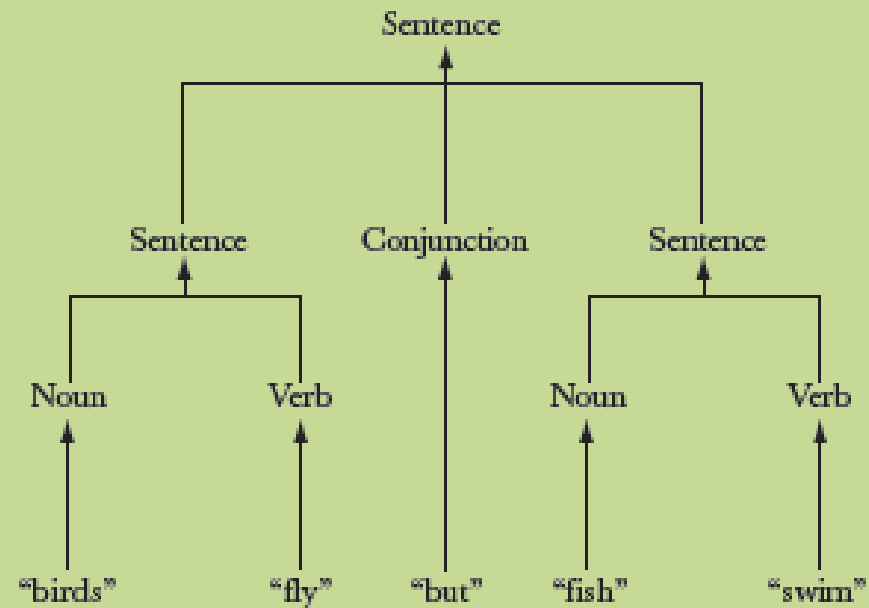 Sentence
Sentence Conjunction Sentence
Noun Verb Noun Verb
“birds” “fly” “but” “fish” “swim”